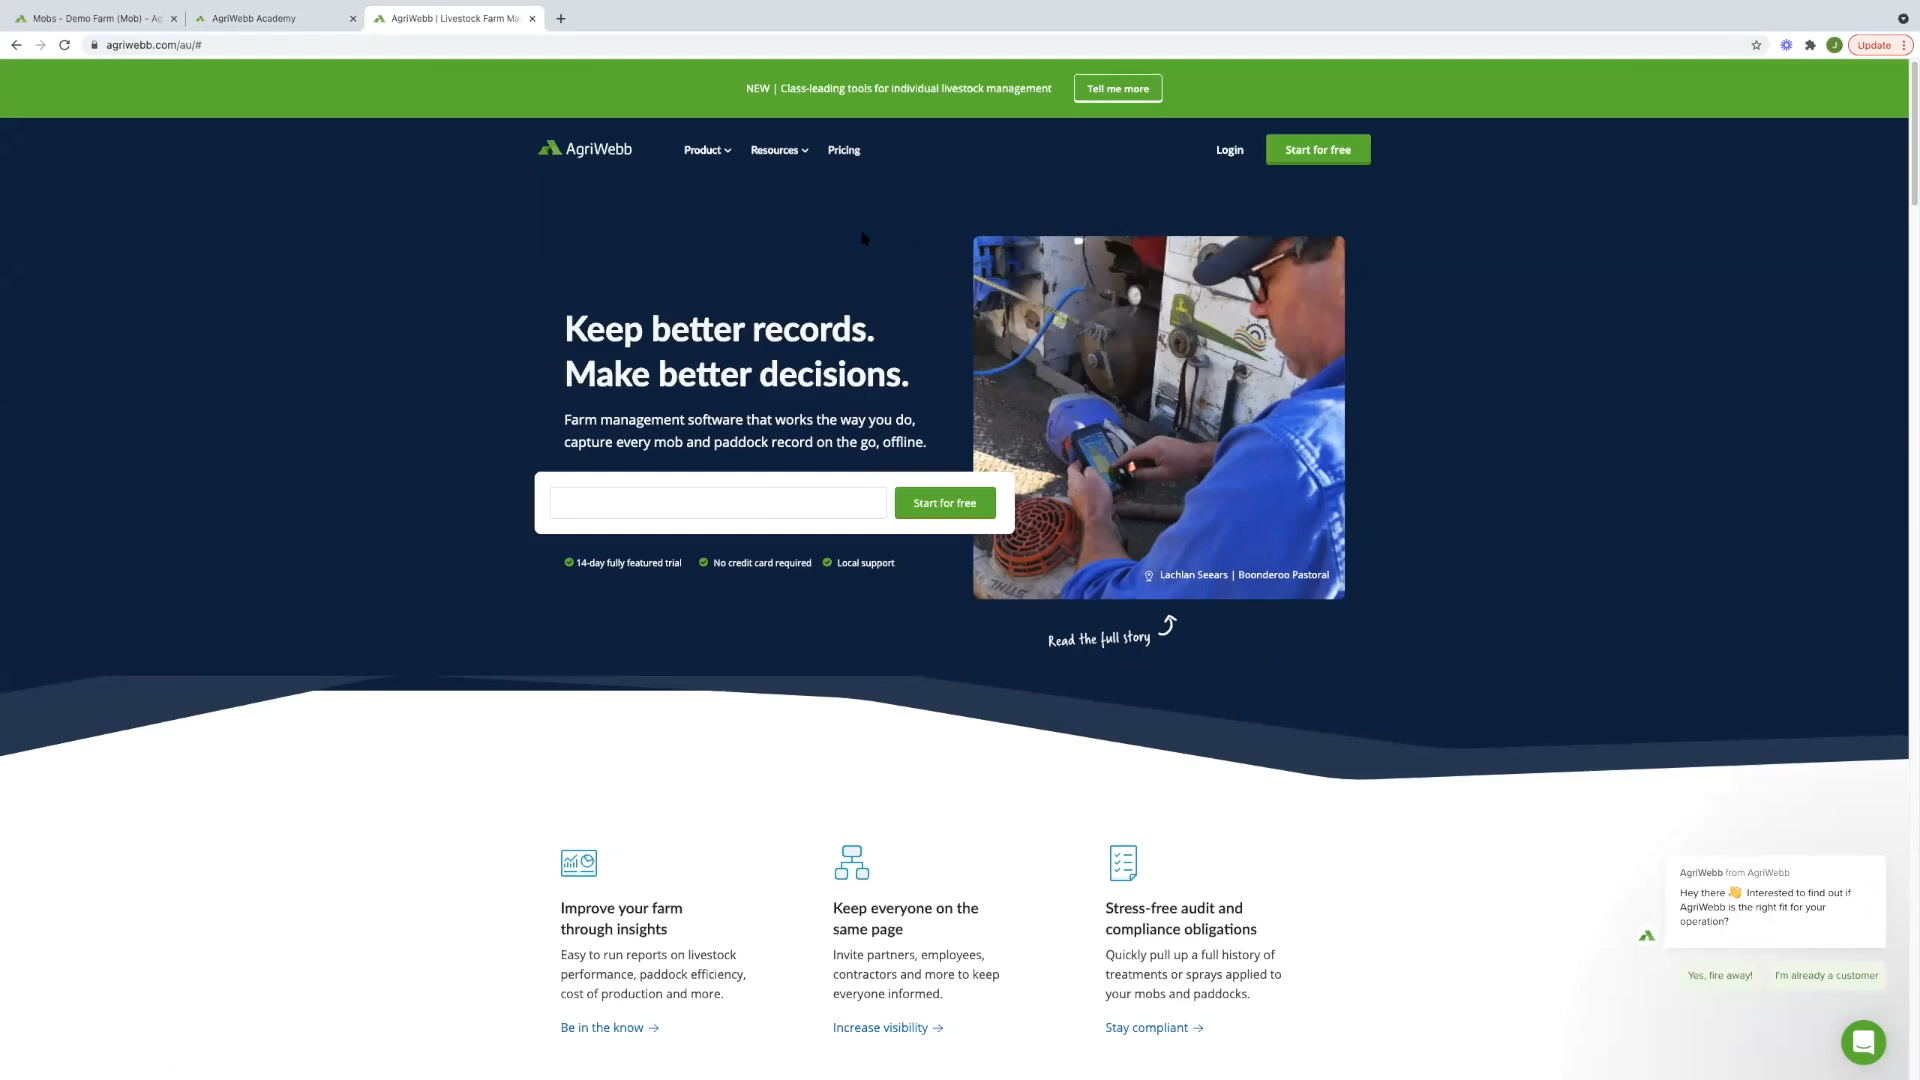 Mobs - Demo Farm (Mob) - Ag
AgriWebb Academy
AgriWebb | Livestock Farm Ma
agriwebb.com/au/#
J
Update
NEW | Class-leading tools for individual livestock management
Tell me more
AgriWebb
Product
Resources
Pricing
Login
Start for free
Keep better records.
Make better decisions.
Farm management software that works the way you do,
capture every mob and paddock record on the go, offline.
Start for free
14-day fully featured trial
No credit card required
Local support
Lachlan Seears | Boonderoo Pastoral
Read the full story
Improve your farm
through insights
Easy to run reports on livestock
performance, paddock efficiency,
cost of production and more.
Be in the know →
Keep everyone on the
same page
Invite partners, employees,
contractors and more to keep
everyone informed.
Increase visibility →
Stress-free audit and
compliance obligations
Quickly pull up a full history of
treatments or sprays applied to
your mobs and paddocks.
Stay compliant →
AgriWebb from AgriWebb
Hey there 👋 Interested to find out if
AgriWebb is the right fit for your
operation?
Yes, fire away!
I'm already a customer